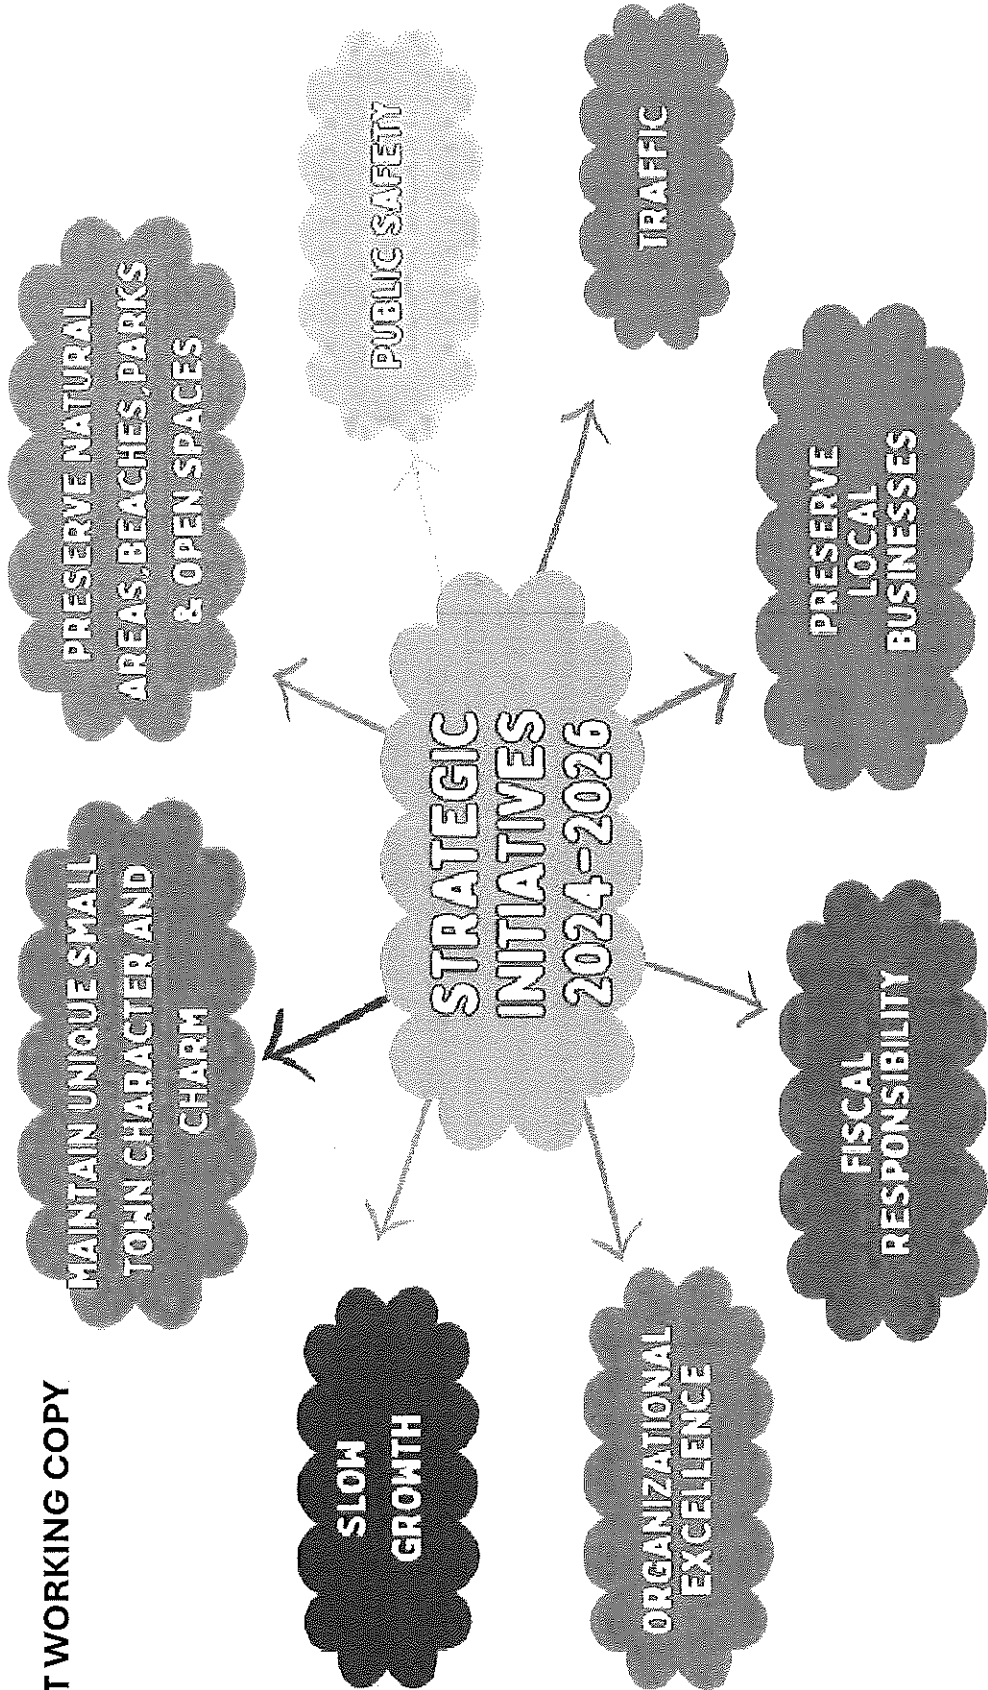 T WORKING COPY
MAINTAIN UNIQUE SMALL
TOWN CHARACTER AND
CHARM
PRESERVE NATURAL
AREAS,BEACHES,PARKS
& OPEN SPACES
SLOW
GROWTH
STRATEGIC
INITIATIVES
2024-2026
PUBLIC SAFETY
ORGANIZATIONAL
EXCELLENCE
TRAFFIC
FISCAL
RESPONSIBILITY
PRESERVE
LOCAL
BUSINESSES